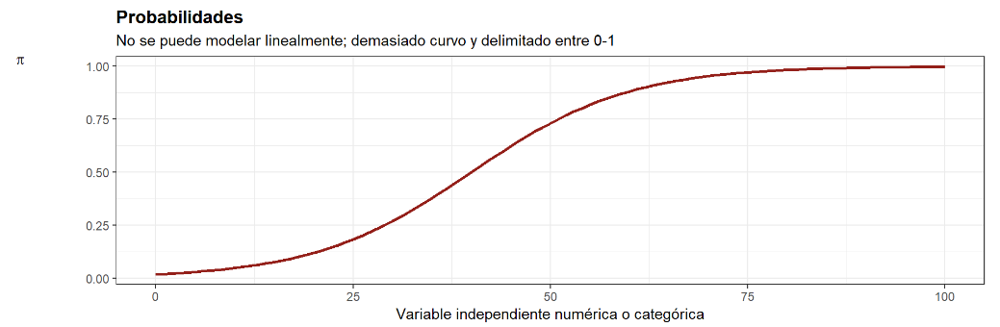 Probabilidades
No se puede modelar linealmente; demasiado curvo y delimitado entre 0-1
π
1.00
0.75
0.50
0.25
0.00
0 25 50 75 100
Variable independiente numérica o categórica